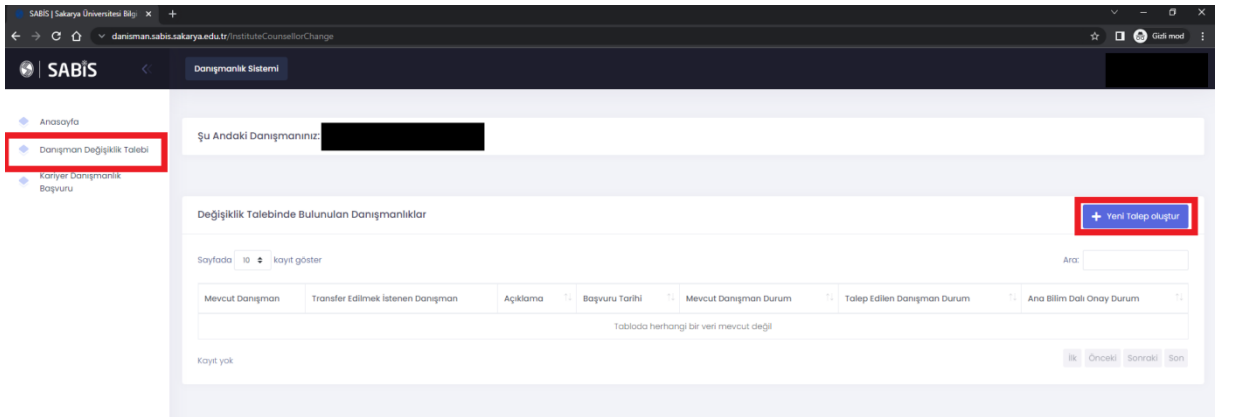 SABİS | Sakarya Üniversitesi Bilgi
danisman.sabis.sakarya.edu.tr/InstituteCounsellorChange
Gizli mod
SABİS
Danışmanlık Sistemi
Anasayfa
Danışman Değişiklik Talebi
Kariyer Danışmanlık
Başvuru
Şu Andaki Danışmanınız:
Değişiklik Talebinde Bulunulan Danışmanlıklar
Yeni Talep oluştur
Sayfada 10 kayıt göster
Ara:
Mevcut Danışman Transfer Edilmek İstenen Danışman Açıklama Başvuru Tarihi Mevcut Danışman Durum Talep Edilen Danışman Durum Ana Bilim Dalı Onay Durum
Tabloda herhangi bir veri mevcut değil
Kayıt yok
İlk Önceki Sonraki Son